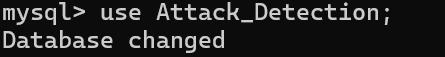 mysql> use Attack_Detection;
Database changed